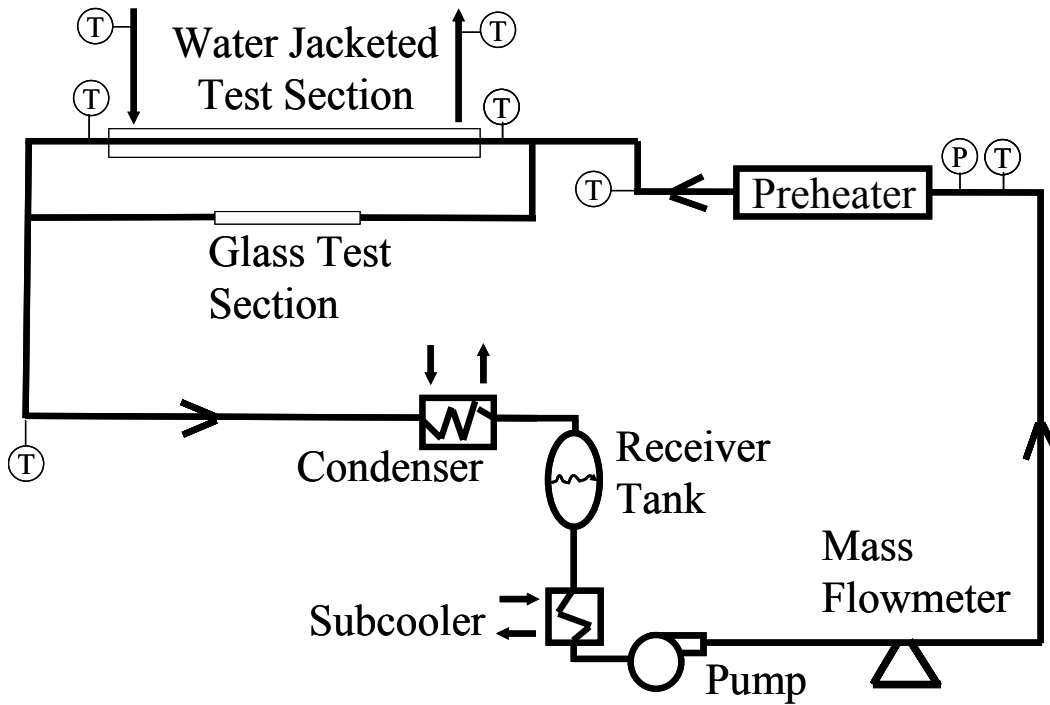 T
T
Water Jacketed
Test Section
T
T
P
T
T
Preheater
Glass Test
Section
Condenser
Receiver
Tank
T
Mass
Flowmeter
Subcooler
Pump